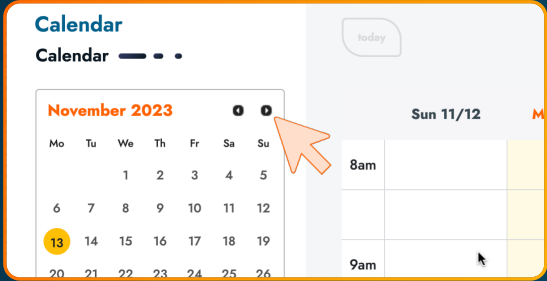 Calendar
Calendar
today
November 2023
Sun 11/12
M
Mo Tu We Th Fr Sa Su
8am
1 2 3 4 5
6 7 8 9 10 11 12
13 14 15 16 17 18 19
9am
20 21 22 23 24 25 26